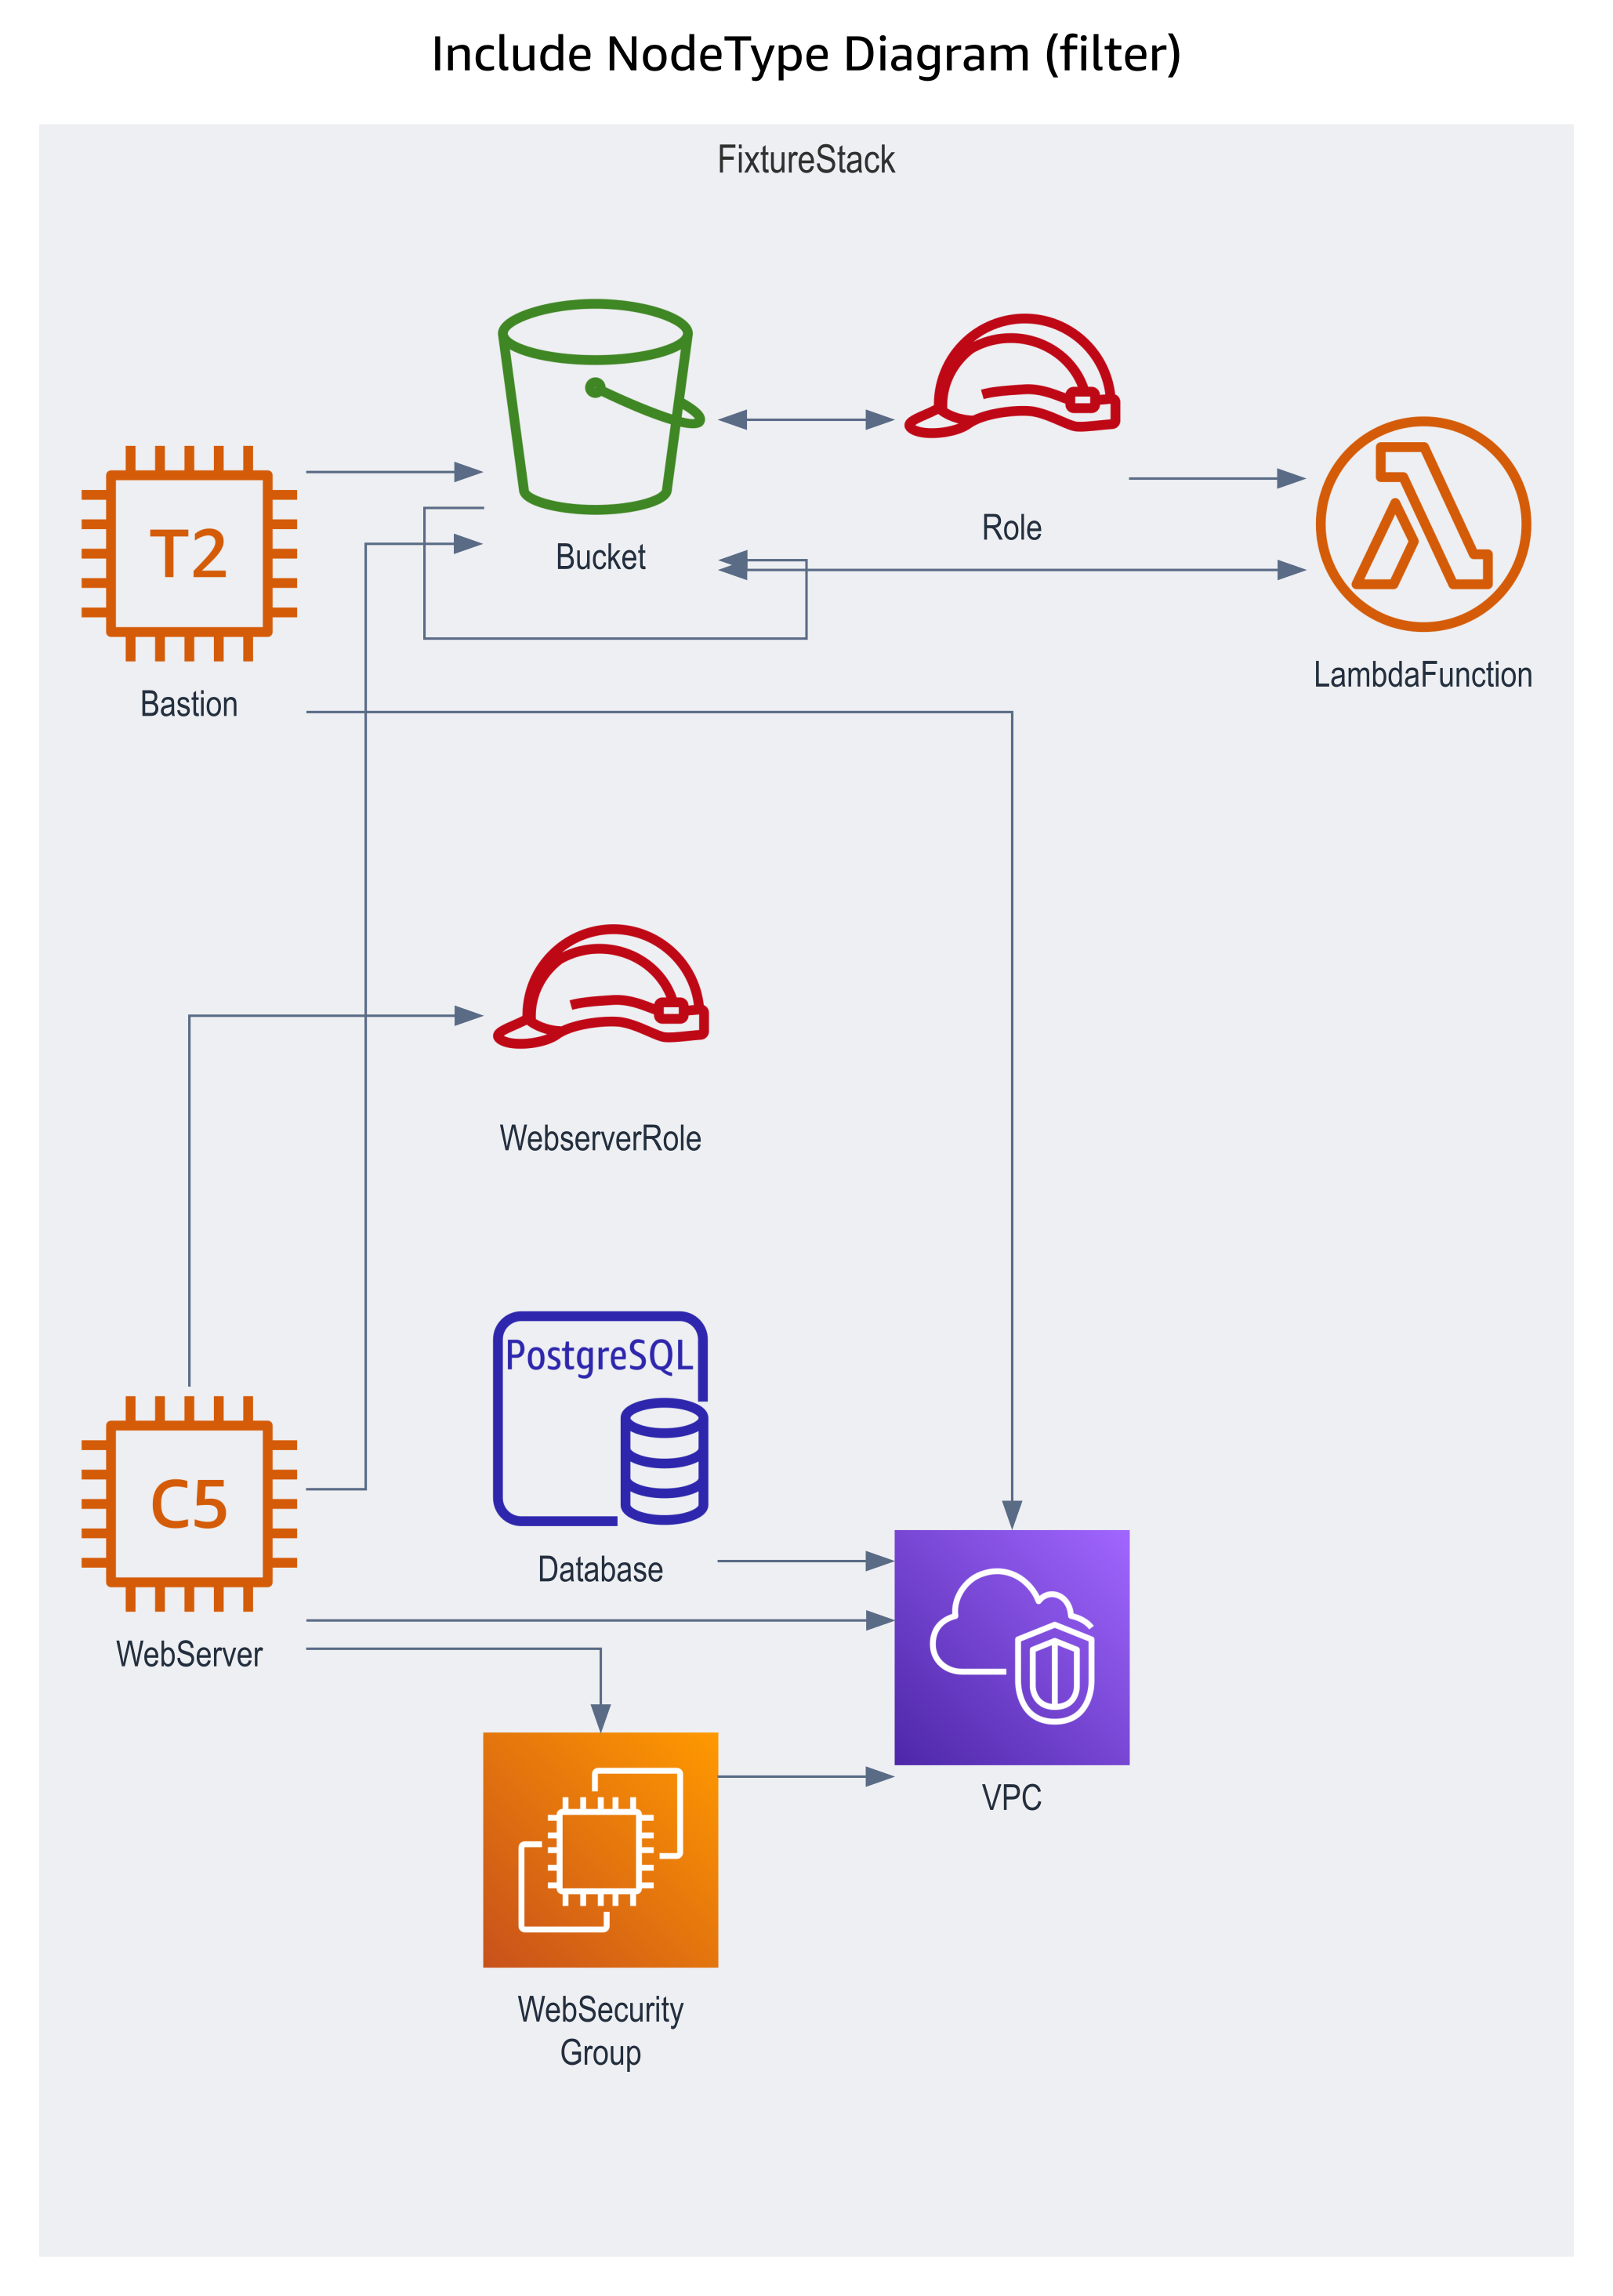 Include NodeType Diagram (filter)
FixtureStack
T2
Bastion
Bucket
Role
LambdaFunction
WebserverRole
C5
WebServer
PostgreSQL
Database
VPC
WebSecurity
Group